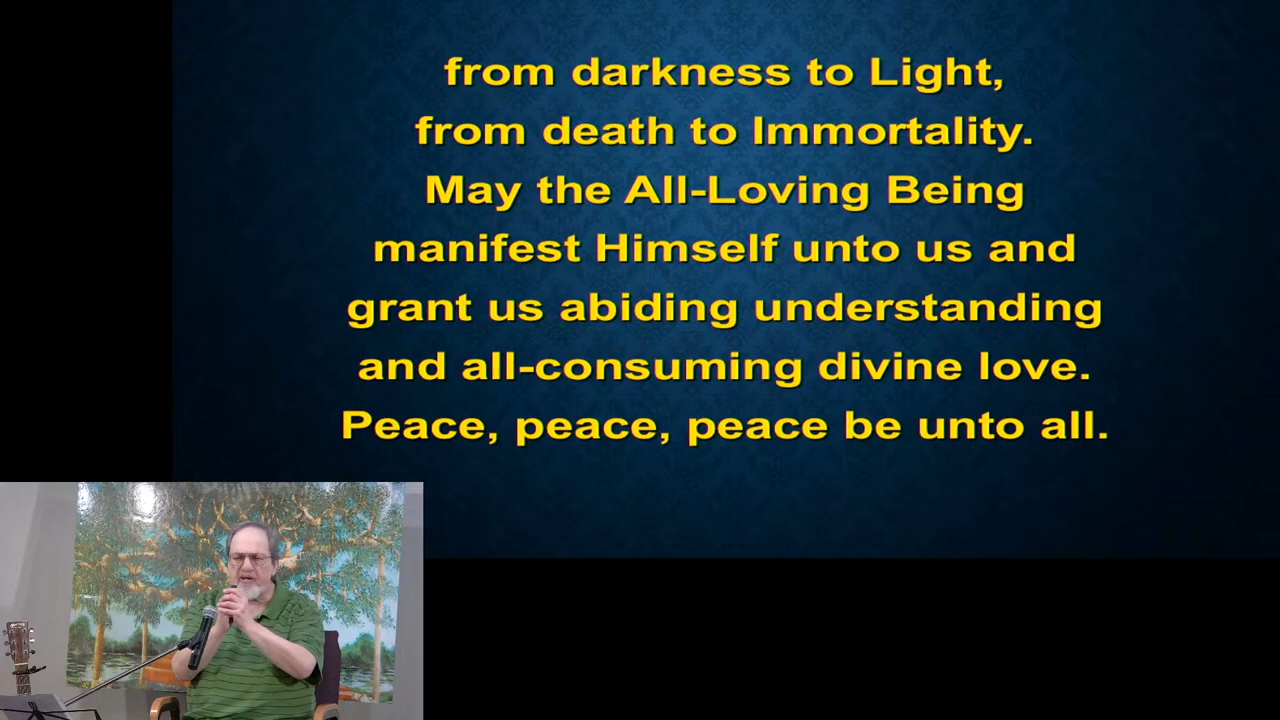 from darkness to Light,
from death to Immortality.
May the All-Loving Being
manifest Himself unto us and
grant us abiding understanding
and all-consuming divine love.
Peace, peace, peace be unto all.